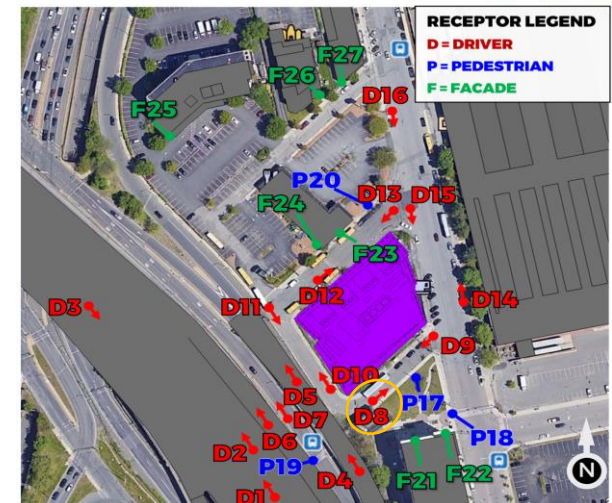 RECEPTOR LEGEND
D = DRIVER
P = PEDESTRIAN
F = FACADE
F27
F26
D16
F25
P20
D13
D15
F24
F23
D12
D3
D11
D14
D9
D5
D10
D7
D8
P17
D6
P18
D2
P19
D4
F21
F22
D1
N